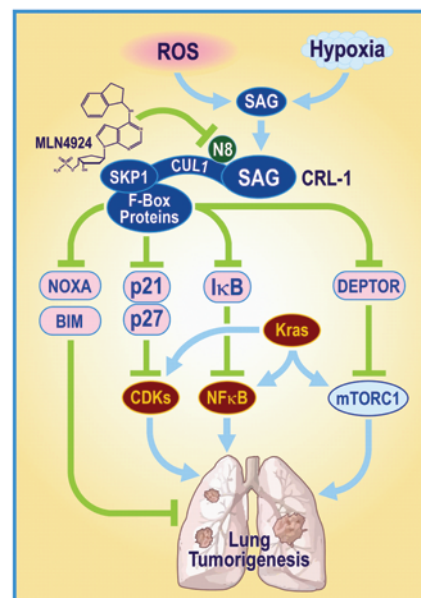 ROS
Hypoxia
SAG
MLN4924
N8
CUL1
SKP1
SAG
CRL-1
F-Box
Proteins
NOXA
p21
IκB
DEPTOR
BIM
p27
Kras
CDKs
NFκB
mTORC1
Lung
Tumorigenesis